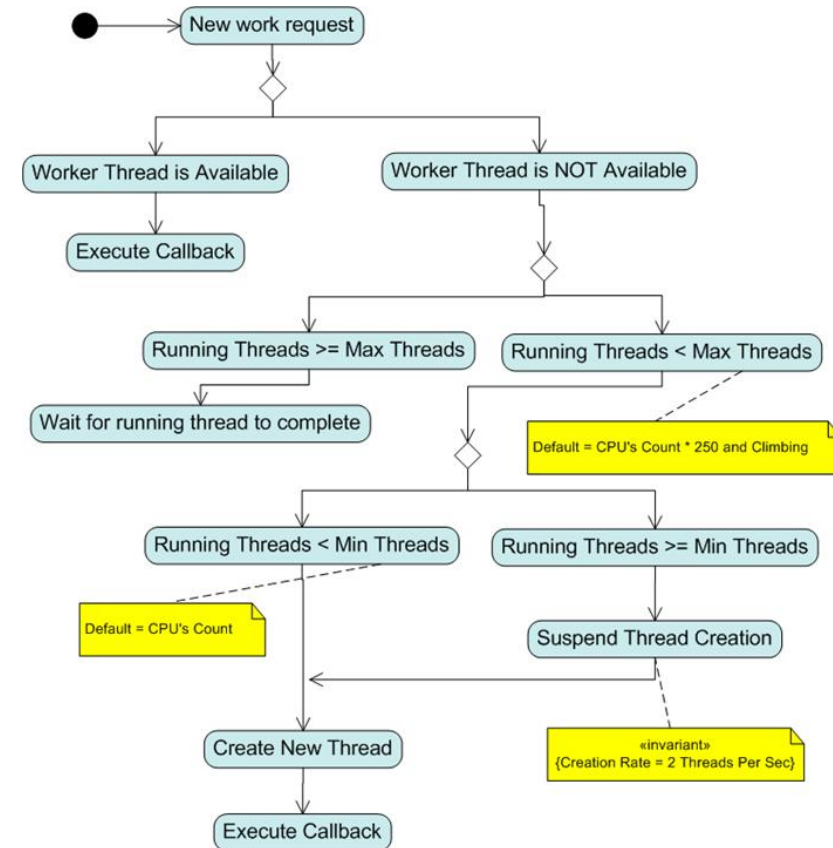 New work request
Worker Thread is Available
Worker Thread is NOT Available
Execute Callback
Running Threads >= Max Threads
Running Threads < Max Threads
Wait for running thread to complete
Default = CPU's Count * 250 and Climbing
Running Threads < Min Threads
Running Threads >= Min Threads
Default = CPU's Count
Suspend Thread Creation
Create New Thread
«invariant»
{Creation Rate = 2 Threads Per Sec}
Execute Callback